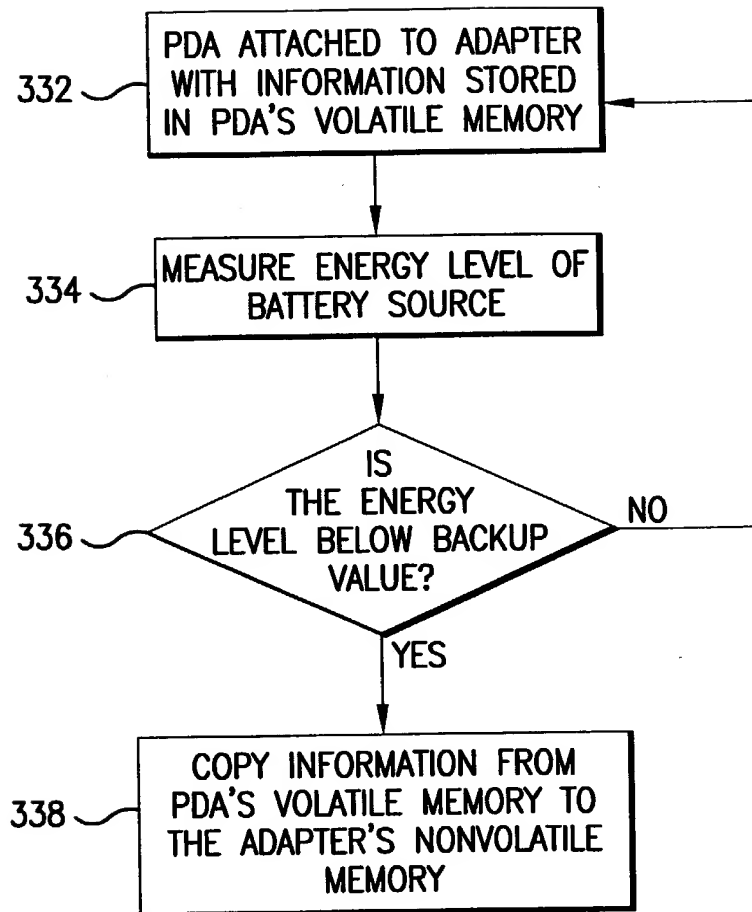 PDA ATTACHED TO ADAPTER
WITH INFORMATION STORED
IN PDA'S VOLATILE MEMORY
332
MEASURE ENERGY LEVEL OF
BATTERY SOURCE
334
IS
THE ENERGY
LEVEL BELOW BACKUP
VALUE?
336
NO
YES
COPY INFORMATION FROM
PDA'S VOLATILE MEMORY TO
THE ADAPTER'S NONVOLATILE
MEMORY
338